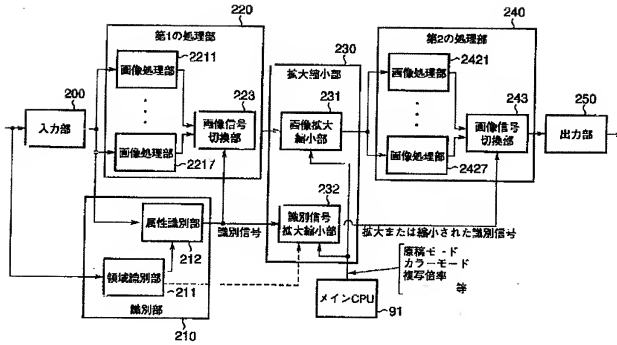 220
第1の処理部
2211
画像処理部
223
画像信号
切換部
画像処理部
2217
200
入力部
230
拡大縮小部
231
画像拡大
縮小部
232
識別信号
拡大縮小部
240
第2の処理部
2421
画像処理部
243
画像信号
切換部
画像処理部
2427
250
出力部
属性識別部
212
識別信号
領域識別部
211
識別部
210
拡大または縮小された識別信号
原稿モード
カラーモード
複写倍率
等
メインCPU
91